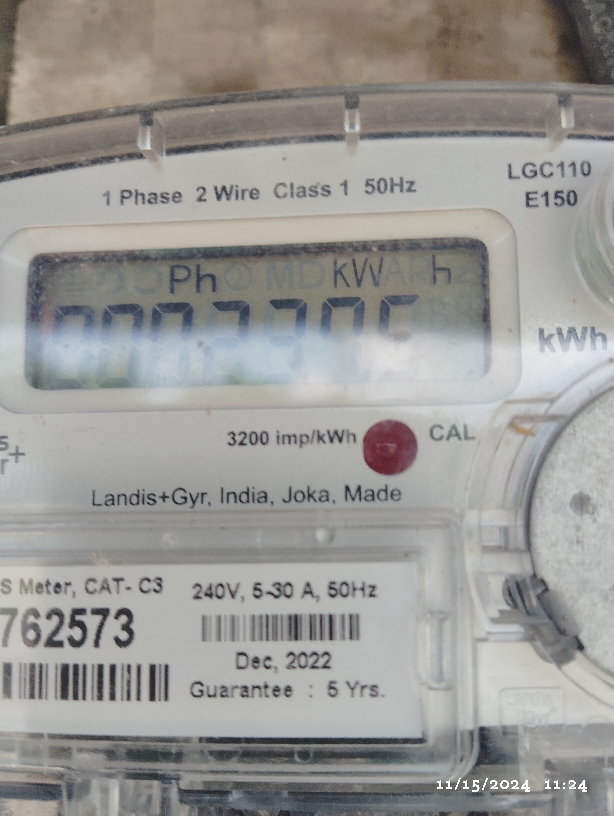 LGC110
1 Phase 2 Wire Class 1 50Hz
E150
Ph KW h
kWh
3200 imp/kWh CAL
Landis+Gyr, India, Joka, Made
S Meter, CAT- C3
240V, 5-30 A, 50Hz
762573
Dec, 2022
Guarantee : 5 Yrs.
11/15/2024 11:24